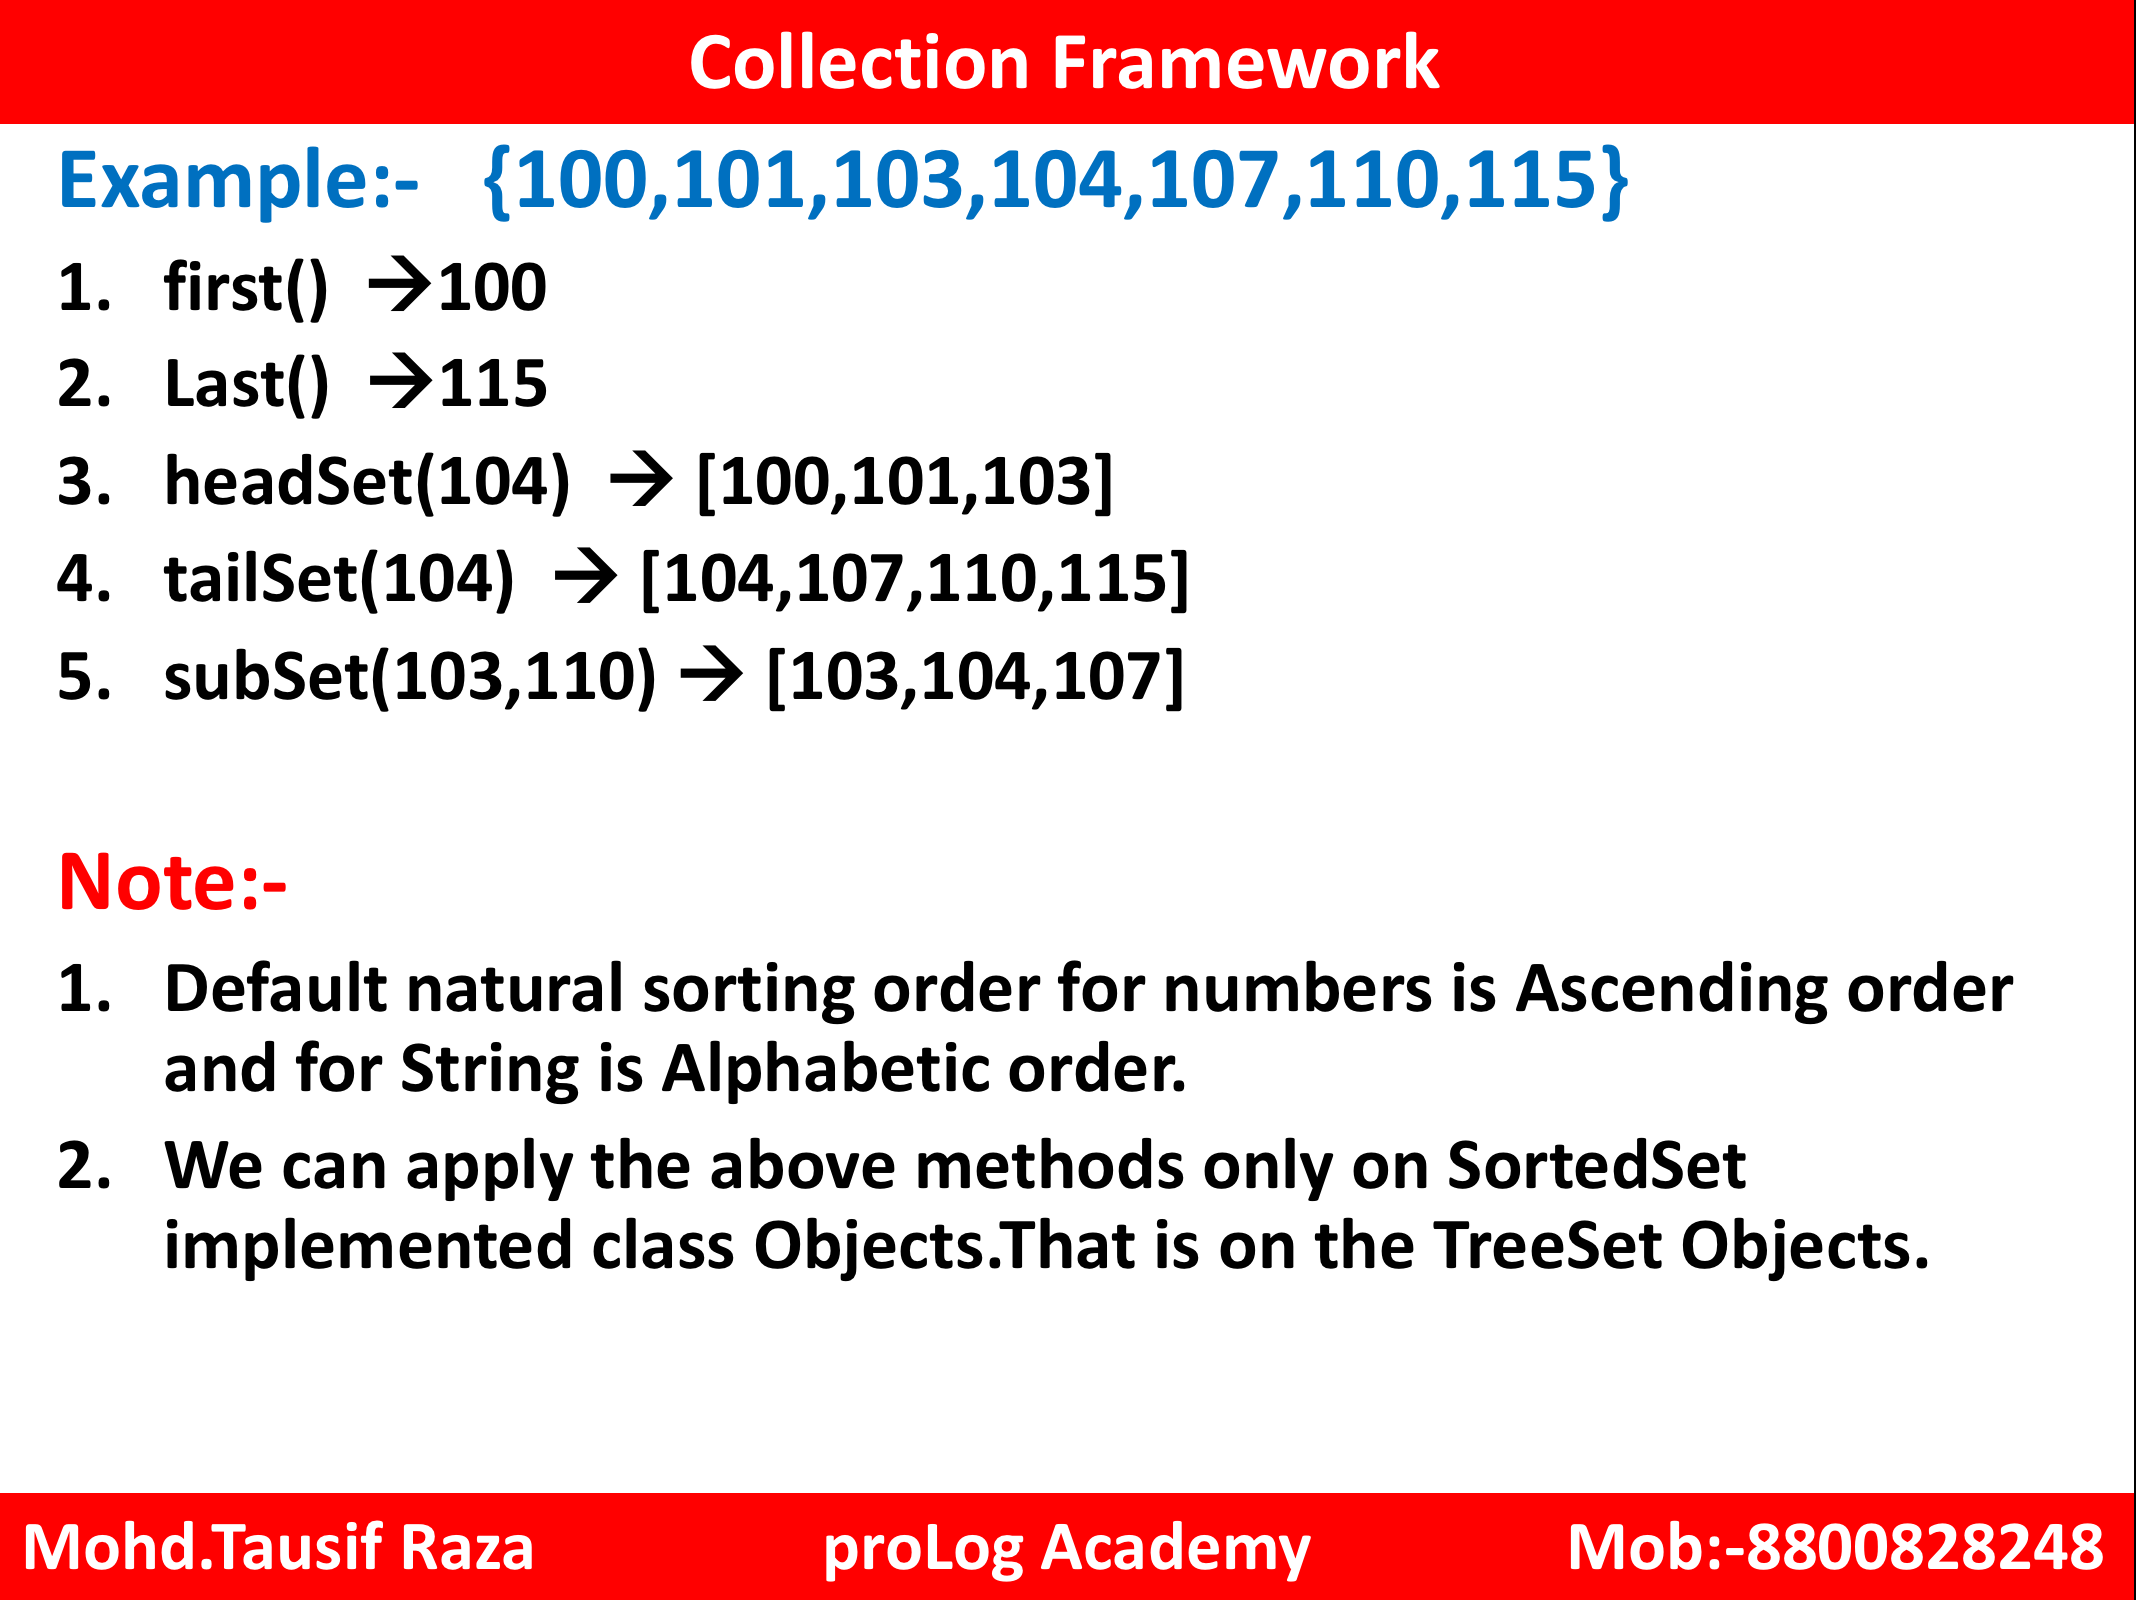 Collection Framework
Example:- {100,101,103,104,107,110,115}
1. first() →100
2. Last() →115
3. headSet(104) → [100,101,103]
4. tailSet(104) → [104,107,110,115]
5. subSet(103,110) → [103,104,107]
Note:-
1. Default natural sorting order for numbers is Ascending order
and for String is Alphabetic order.
2. We can apply the above methods only on SortedSet
implemented class Objects.That is on the TreeSet Objects.
Mohd.Tausif Raza proLog Academy Mob:-8800828248